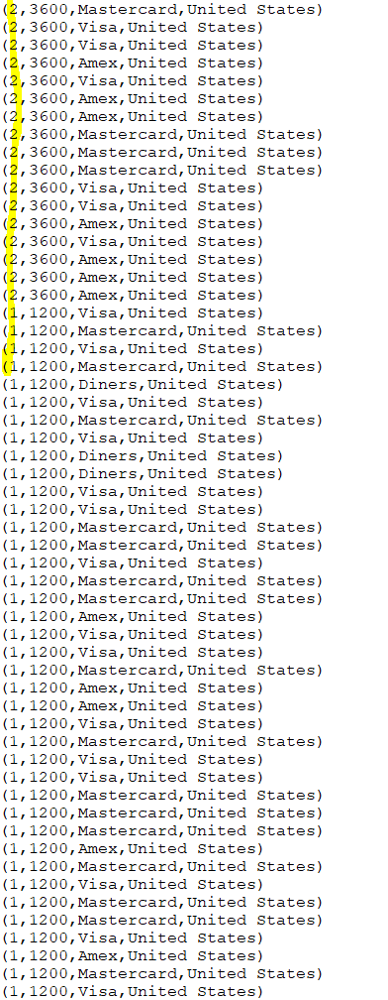 (2,3600,Mastercard,United States)
(2,3600,Visa,United States)
(2,3600,Visa,United States)
(2,3600,Amex,United States)
(2,3600,Visa,United States)
(2,3600,Amex,United States)
(2,3600,Amex,United States)
(2,3600,Mastercard,United States)
(2,3600,Mastercard,United States)
(2,3600,Mastercard,United States)
(2,3600,Visa,United States)
(2,3600,Visa,United States)
(2,3600,Amex,United States)
(2,3600,Visa,United States)
(2,3600,Amex,United States)
(2,3600,Amex,United States)
(2,3600,Amex,United States)
(1,1200,Visa,United States)
(1,1200,Mastercard,United States)
(1,1200,Visa,United States)
(1,1200,Mastercard,United States)
(1,1200,Diners,United States)
(1,1200,Visa,United States)
(1,1200,Mastercard,United States)
(1,1200,Visa,United States)
(1,1200,Diners,United States)
(1,1200,Diners,United States)
(1,1200,Visa,United States)
(1,1200,Visa,United States)
(1,1200,Mastercard,United States)
(1,1200,Mastercard,United States)
(1,1200,Visa,United States)
(1,1200,Mastercard,United States)
(1,1200,Mastercard,United States)
(1,1200,Amex,United States)
(1,1200,Visa,United States)
(1,1200,Visa,United States)
(1,1200,Mastercard,United States)
(1,1200,Amex,United States)
(1,1200,Amex,United States)
(1,1200,Visa,United States)
(1,1200,Mastercard,United States)
(1,1200,Visa,United States)
(1,1200,Visa,United States)
(1,1200,Mastercard,United States)
(1,1200,Mastercard,United States)
(1,1200,Mastercard,United States)
(1,1200,Amex,United States)
(1,1200,Mastercard,United States)
(1,1200,Visa,United States)
(1,1200,Mastercard,United States)
(1,1200,Mastercard,United States)
(1,1200,Visa,United States)
(1,1200,Amex,United States)
(1,1200,Mastercard,United States)
(1,1200,Visa,United States)